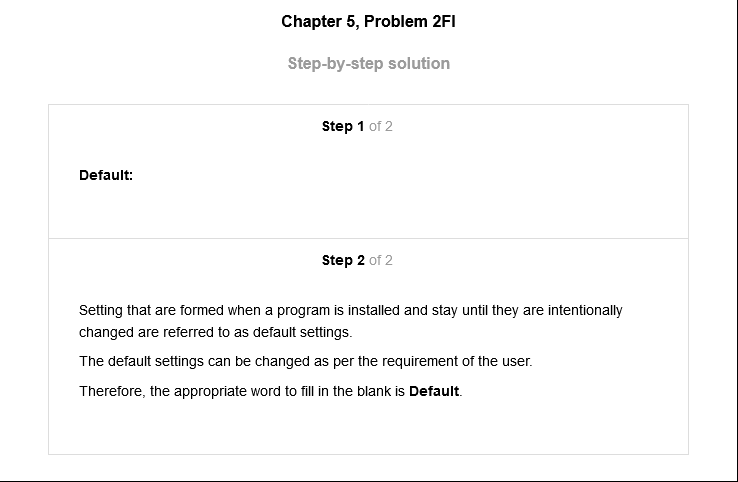 Chapter 5, Problem 2FI
Step-by-step solution
Step 1 of 2
Default:
Step 2 of 2
Setting that are formed when a program is installed and stay until they are intentionally
changed are referred to as default settings.
The default settings can be changed as per the requirement of the user.
Therefore, the appropriate word to fill in the blank is Default.